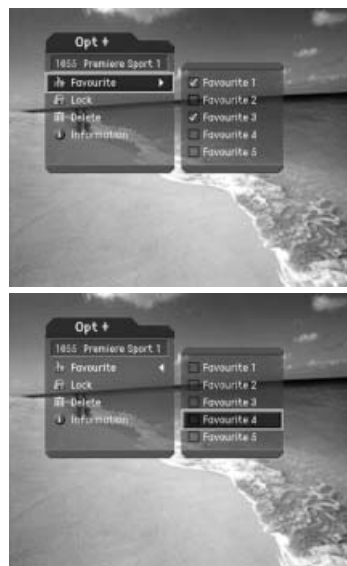 Opt +
1055 Premiere Sport 1
Favourite
Lock
Delete
Information
Favourite 1
Favourite 2
Favourite 3
Favourite 4
Favourite 5
Opt +
1055 Premiere Sport 1
Favourite
Lock
Delete
Information
Favourite 1
Favourite 2
Favourite 3
Favourite 4
Favourite 5